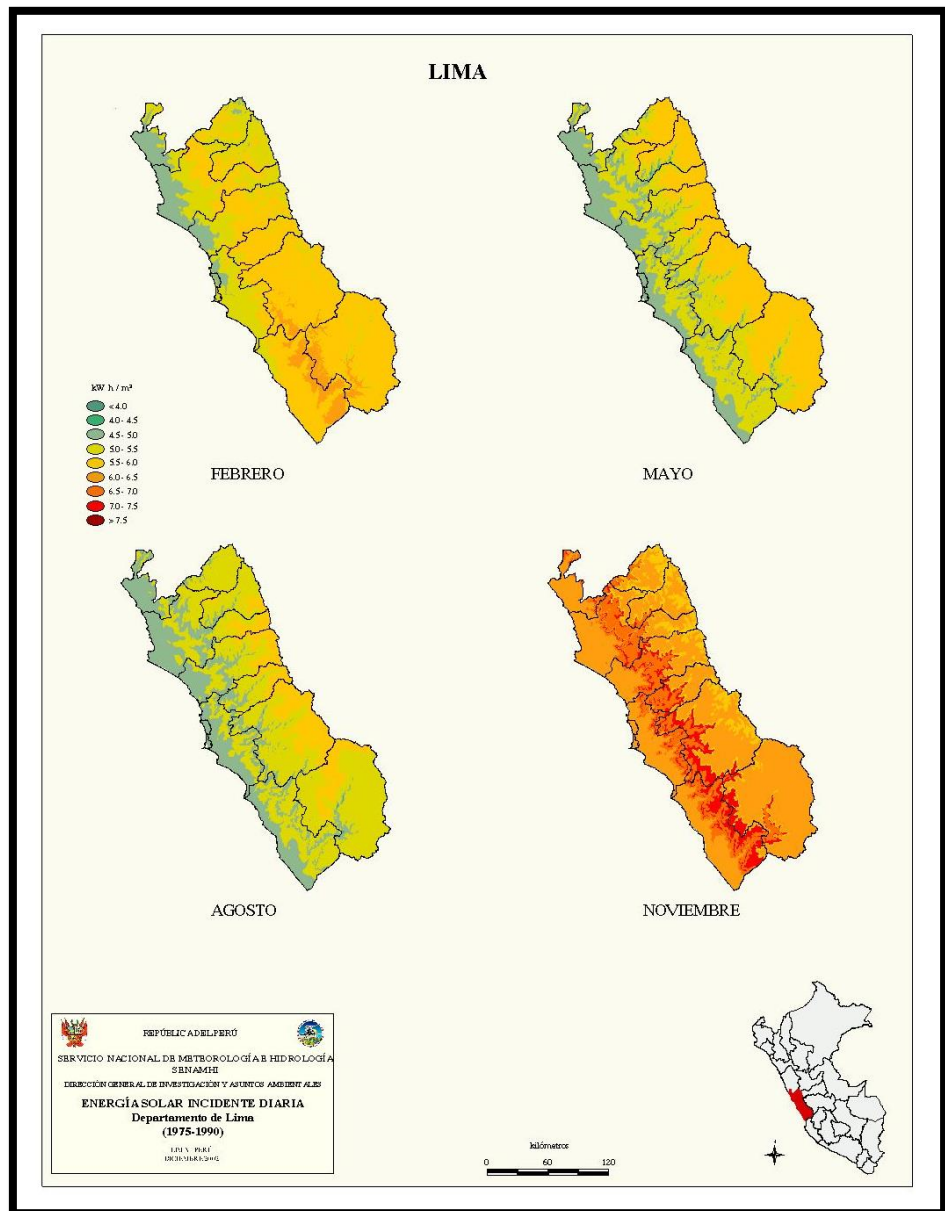 LIMA
kW h / m²
< 4.0
4.0- 4.5
4.5- 5.0
5.0- 5.5
5.5- 6.0
6.0- 6.5
6.5- 7.0
7.0- 7.5
> 7.5
FEBRERO
MAYO
AGOSTO
NOVIEMBRE
REPÚBLICA DEL PERÚ
SERVICIO NACIONAL DE METEOROLOGÍA E HIDROLOGÍA
SENAMHI
DIRECCIÓN GENERAL DE INVESTIGACIÓN Y ASUNTOS AMBIENTALES
ENERGÍA SOLAR INCIDENTE DIARIA
Departamento de Lima
(1975-1990)
LIMA - PERÚ
kilómetros
0 60 120